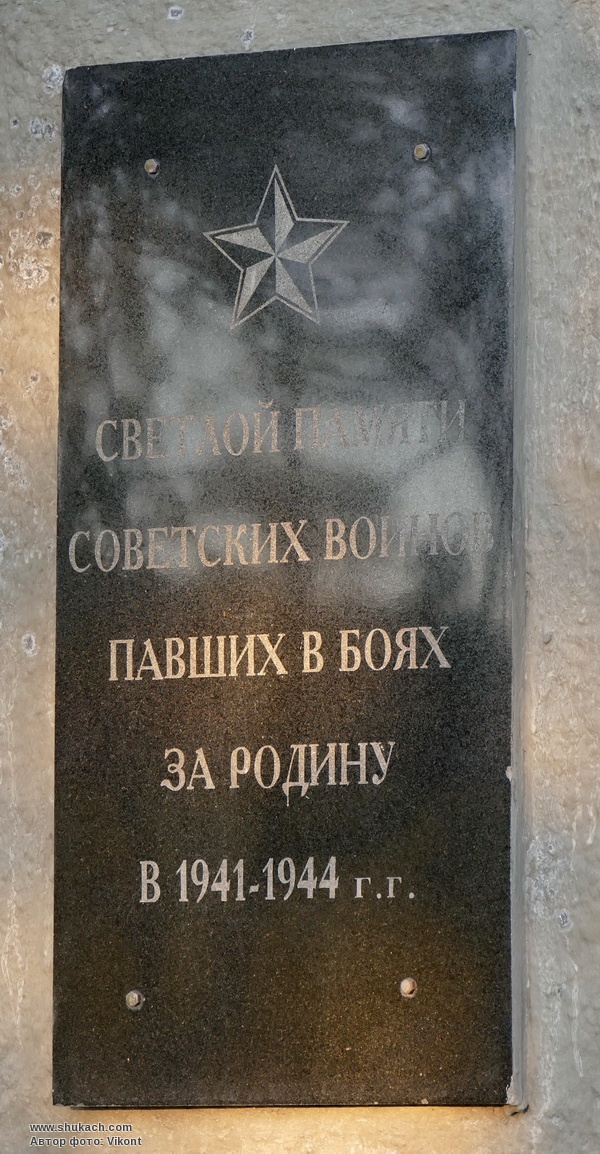 СВЕТЛОЙ ПАМЯТИ
СОВЕТСКИХ ВОИНОВ
ПАВШИХ В БОЯХ
ЗА РОДИНУ
В 1941-1944 г.г.
www.shukach.com
Автор фото: Vikont